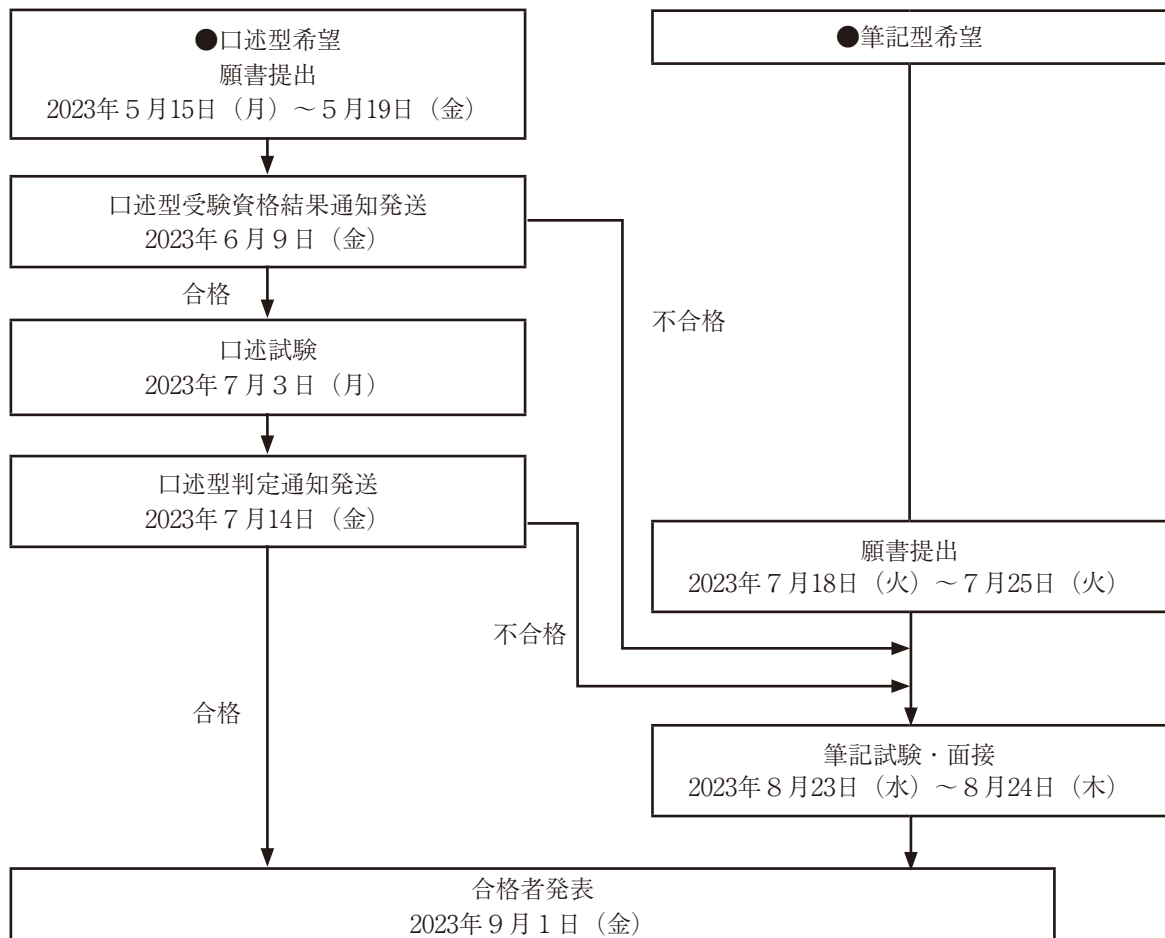 ●口述型希望
願書提出
2023年５月15日（月）～５月19日（金）
●筆記型希望
口述型受験資格結果通知発送
2023年６月９日（金）
合格
不合格
口述試験
2023年７月３日（月）
口述型判定通知発送
2023年７月14日（金）
願書提出
2023年７月18日（火）～７月25日（火）
不合格
合格
筆記試験・面接
2023年８月23日（水）～８月24日（木）
合格者発表
2023年９月１日（金）